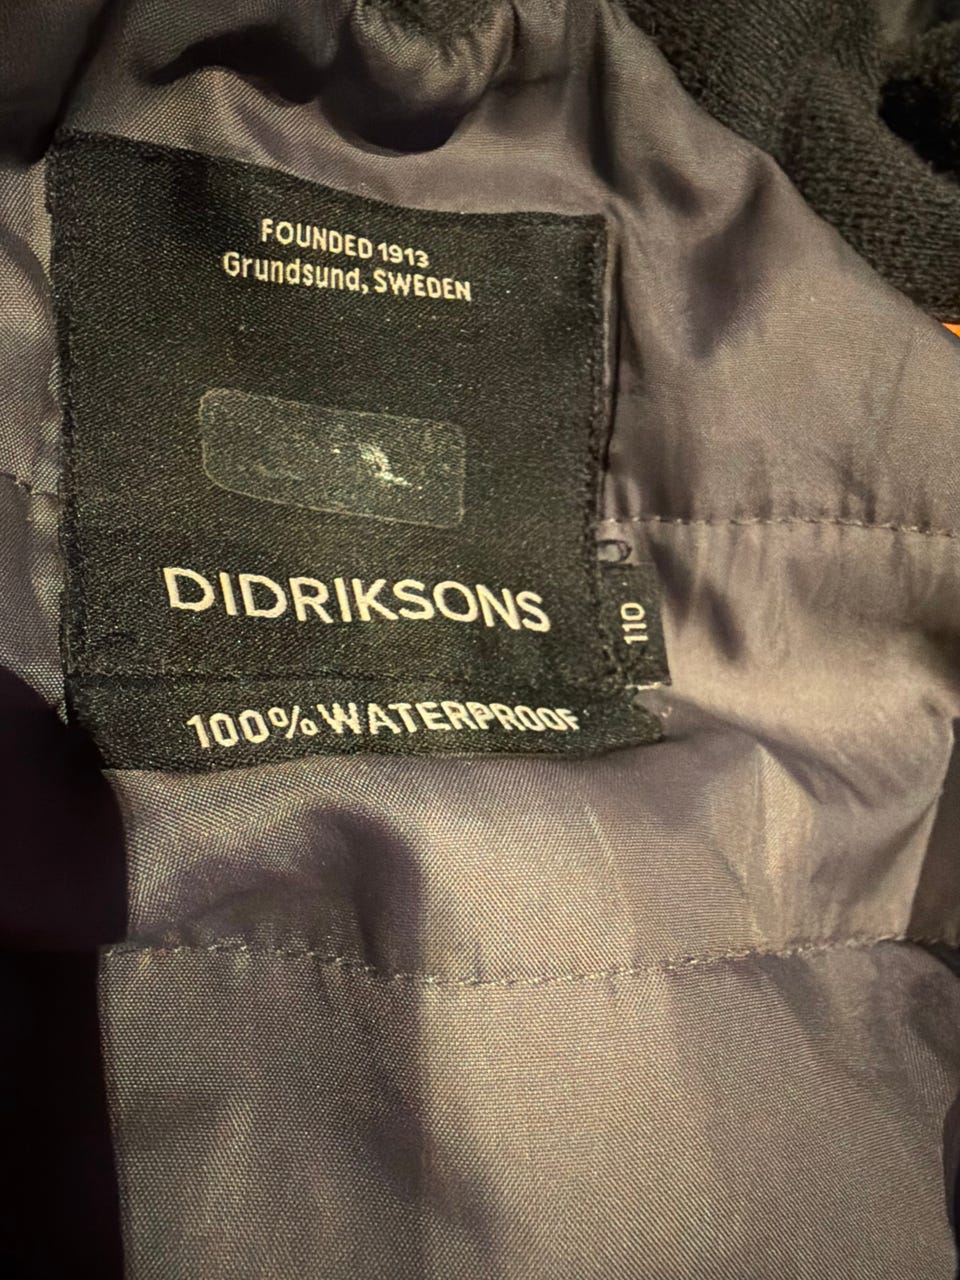 FOUNDED 1913
Grundsund, SWEDEN
DIDRIKSONS
110
100% WATERPROOF